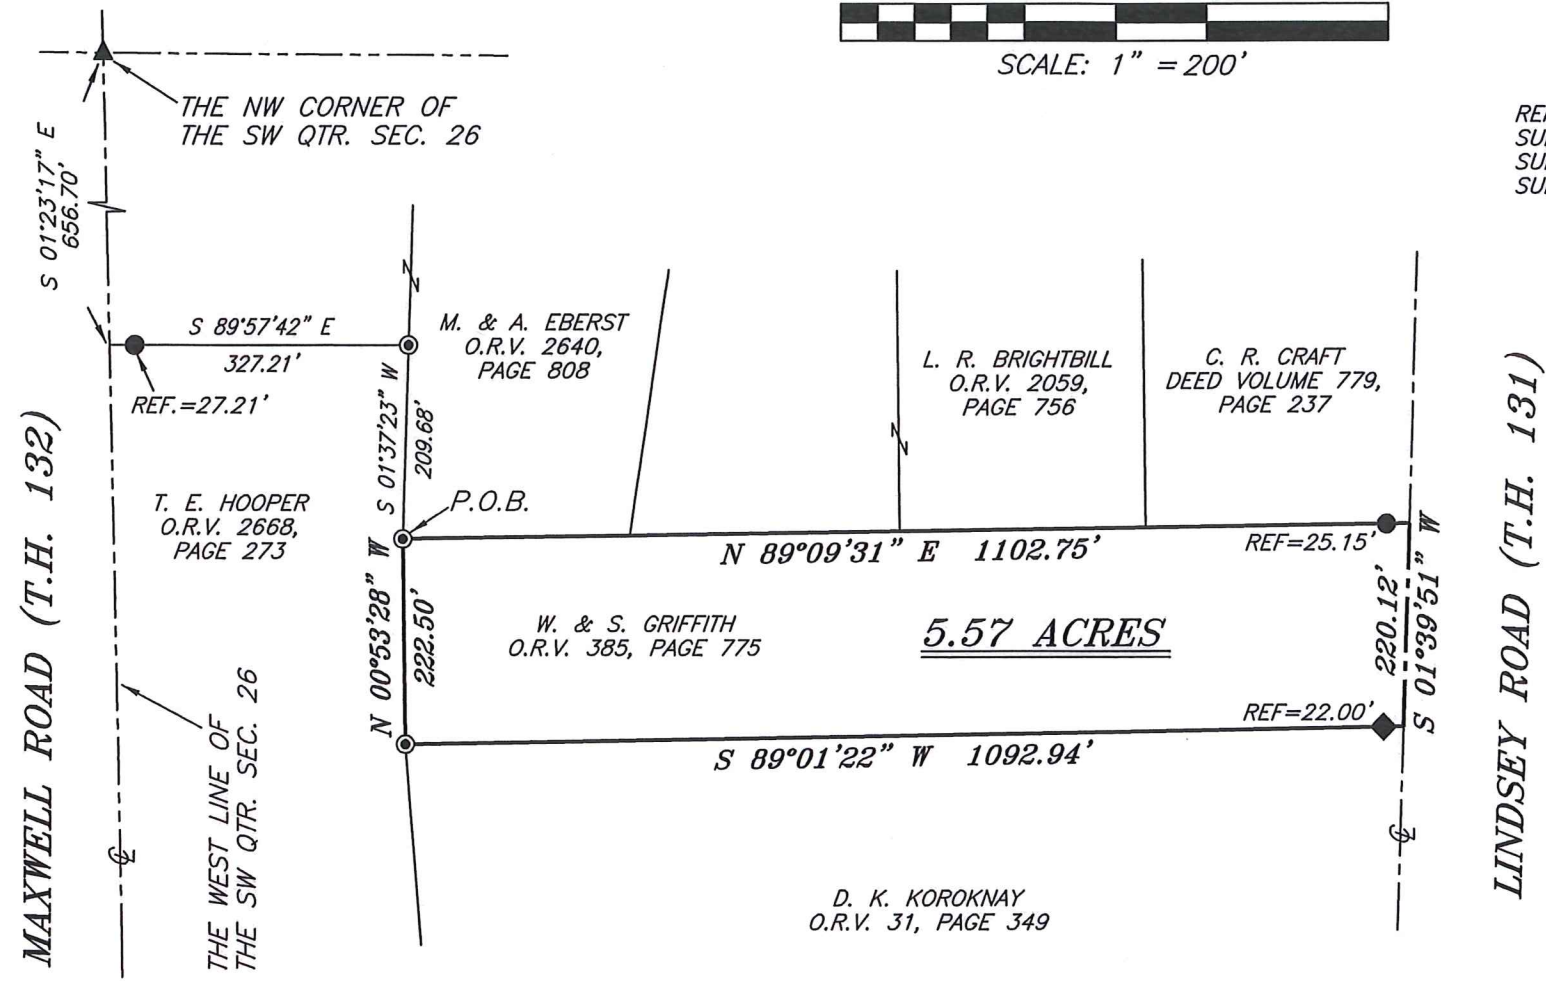 SCALE: 1" = 200'
THE NW CORNER OF
THE SW QTR. SEC. 26
S 01°23'17" E
656.70'
S 89°57'42" E
327.21'
REF.=27.21'
M. & A. EBERST
O.R.V. 2640,
PAGE 808
L. R. BRIGHTBILL
O.R.V. 2059,
PAGE 756
C. R. CRAFT
DEED VOLUME 779,
PAGE 237
S 01°37'23" W
209.68'
P.O.B.
T. E. HOOPER
O.R.V. 2668,
PAGE 273
MAXWELL ROAD (T.H. 132)
N 89°09'31" E 1102.75'
REF=25.15'
N 00°53'28" W
222.50'
W. & S. GRIFFITH
O.R.V. 385, PAGE 775
5.57 ACRES
220.12'
S 01°39'51" W
LINDSEY ROAD (T.H. 131)
REF=22.00'
S 89°01'22" W 1092.94'
THE WEST LINE OF
THE SW QTR. SEC. 26
D. K. KOROKNAY
O.R.V. 31, PAGE 349